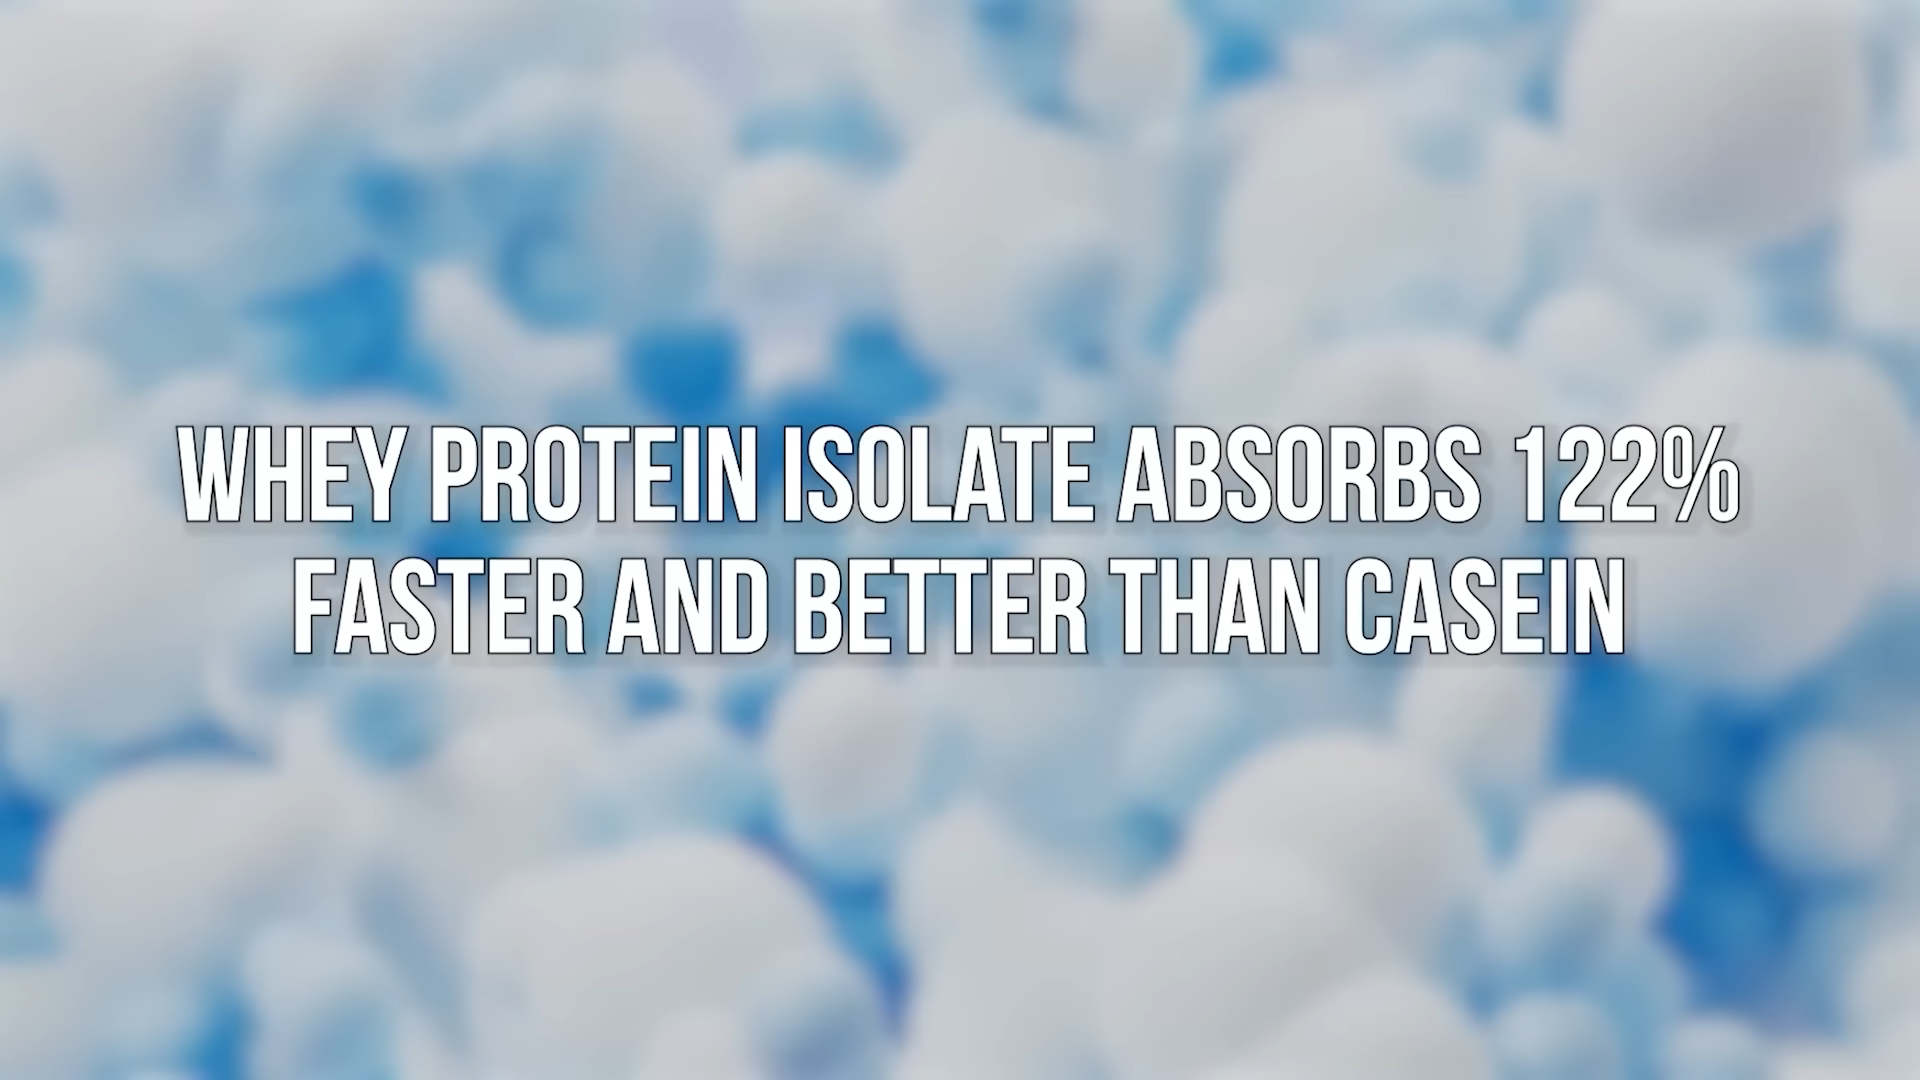 WHEY PROTEIN ISOLATE ABSORBS 122%
FASTER AND BETTER THAN CASEIN